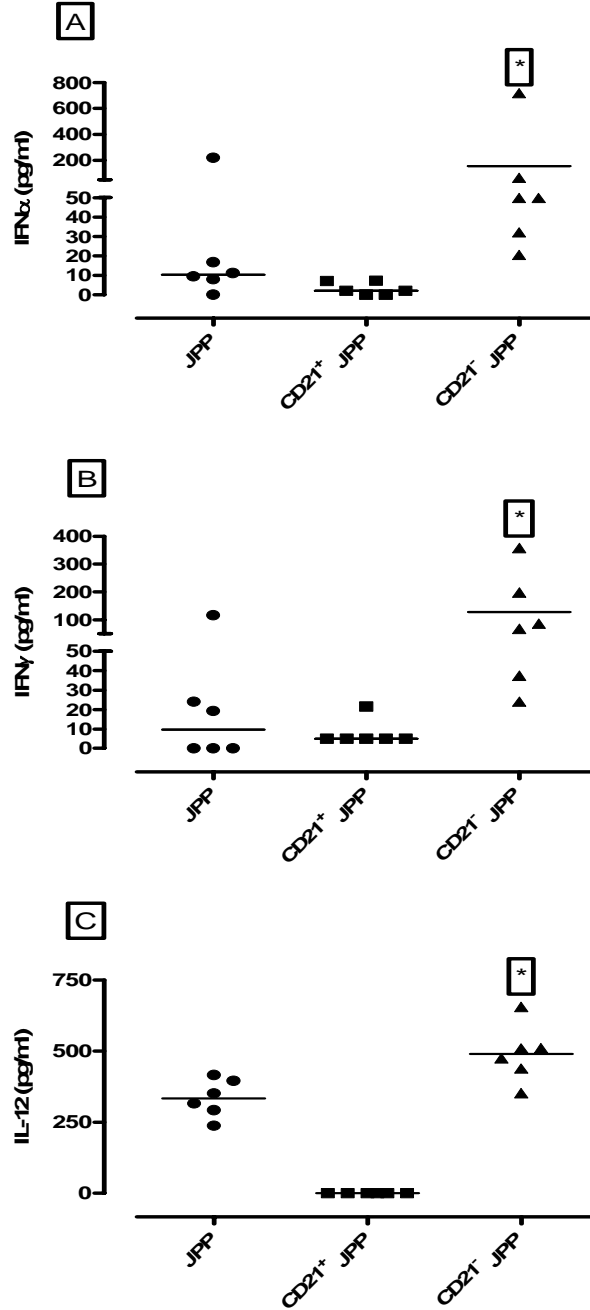 A
*
800
600
400
200
50
40
30
20
10
0
IFNα (pg/ml)
JPP
CD21⁺ JPP
CD21⁻ JPP
B
*
400
300
200
100
50
40
30
20
10
0
IFNγ (pg/ml)
JPP
CD21⁺ JPP
CD21⁻ JPP
C
*
750
500
250
0
IL-12 (pg/ml)
JPP
CD21⁺ JPP
CD21⁻ JPP